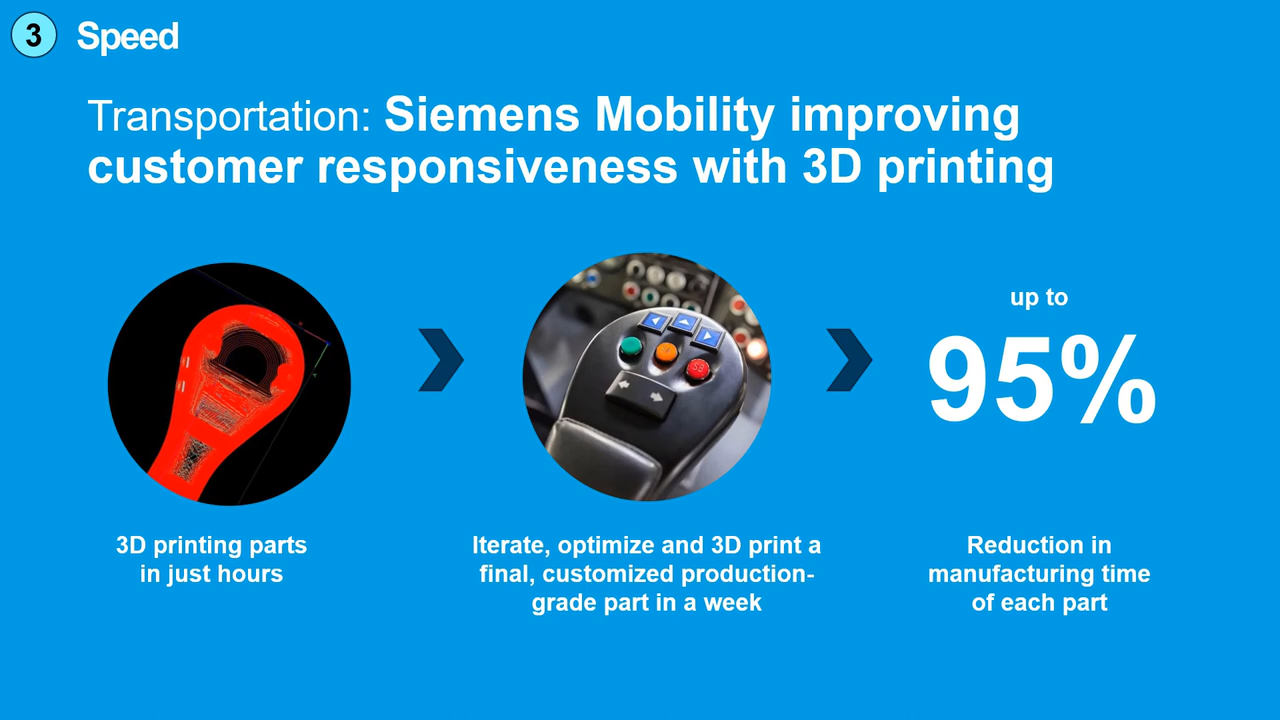 3 Speed
Transportation: Siemens Mobility improving
customer responsiveness with 3D printing
up to
95%
3D printing parts
in just hours
Iterate, optimize and 3D print a
final, customized production-
grade part in a week
Reduction in
manufacturing time
of each part